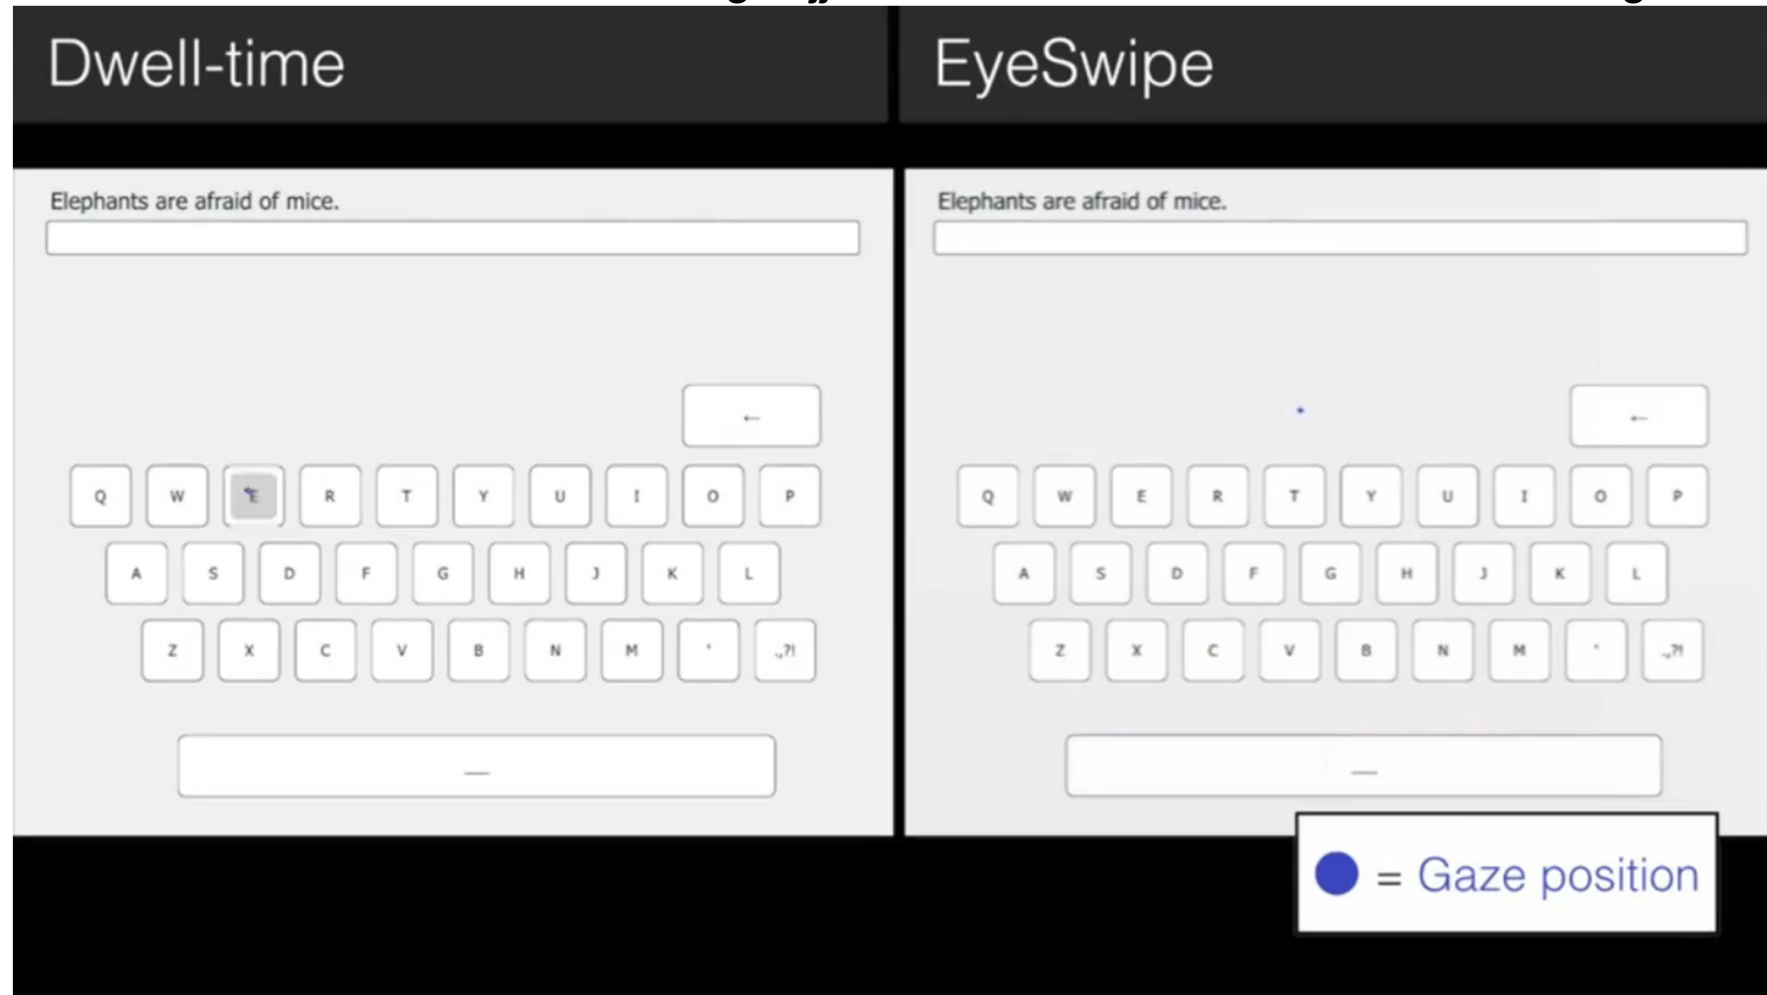 Dwell-time
Elephants are afraid of mice.
←
Q W E R T Y U I O P
A S D F G H J K L
Z X C V B N M ' .,?!
—
EyeSwipe
Elephants are afraid of mice.
←
Q W E R T Y U I O P
A S D F G H J K L
Z X C V B N M ' .,?!
—
= Gaze position